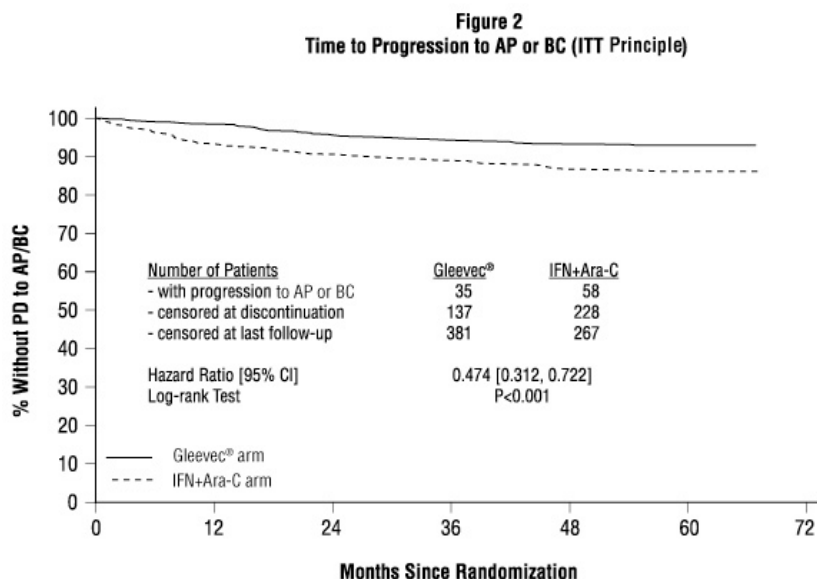 Figure 2
Time to Progression to AP or BC (ITT Principle)
% Without PD to AP/BC
100
90
80
70
60
50
40
30
20
10
0
Number of Patients Gleevec® IFN+Ara-C
- with progression to AP or BC 35 58
- censored at discontinuation 137 228
- censored at last follow-up 381 267
Hazard Ratio [95% CI] 0.474 [0.312, 0.722]
Log-rank Test P<0.001
Gleevec® arm
IFN+Ara-C arm
0 12 24 36 48 60 72
Months Since Randomization